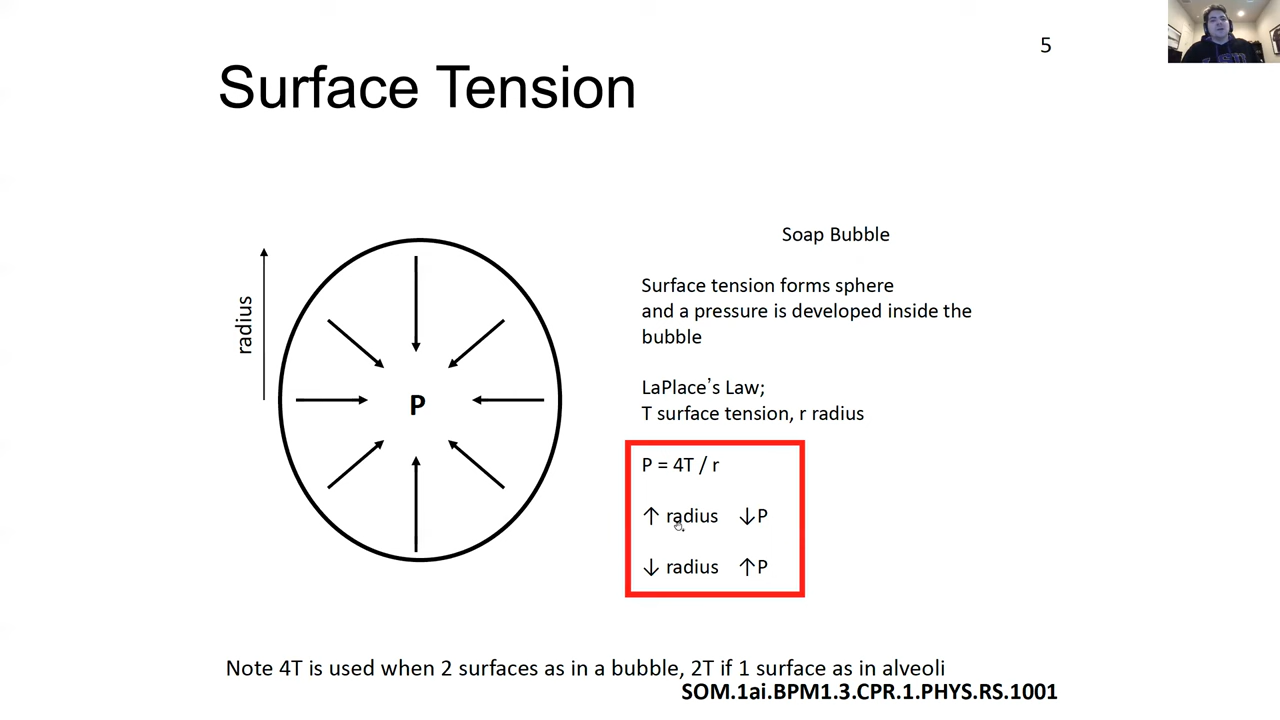 5
Surface Tension
radius
P
Soap Bubble
Surface tension forms sphere
and a pressure is developed inside the
bubble
LaPlace’s Law;
T surface tension, r radius
P = 4T / r
↑ radius ↓P
↓ radius ↑P
Note 4T is used when 2 surfaces as in a bubble, 2T if 1 surface as in alveoli
SOM.1ai.BPM1.3.CPR.1.PHYS.RS.1001